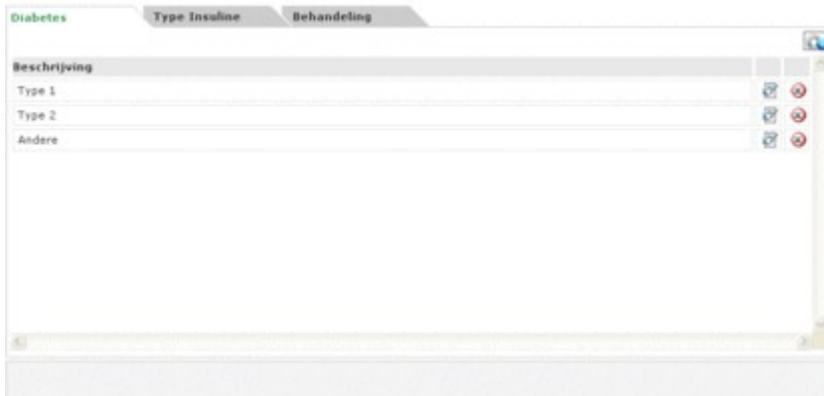 Diabetes Type Insuline Behandeling
Beschrijving
Type 1
Type 2
Andere